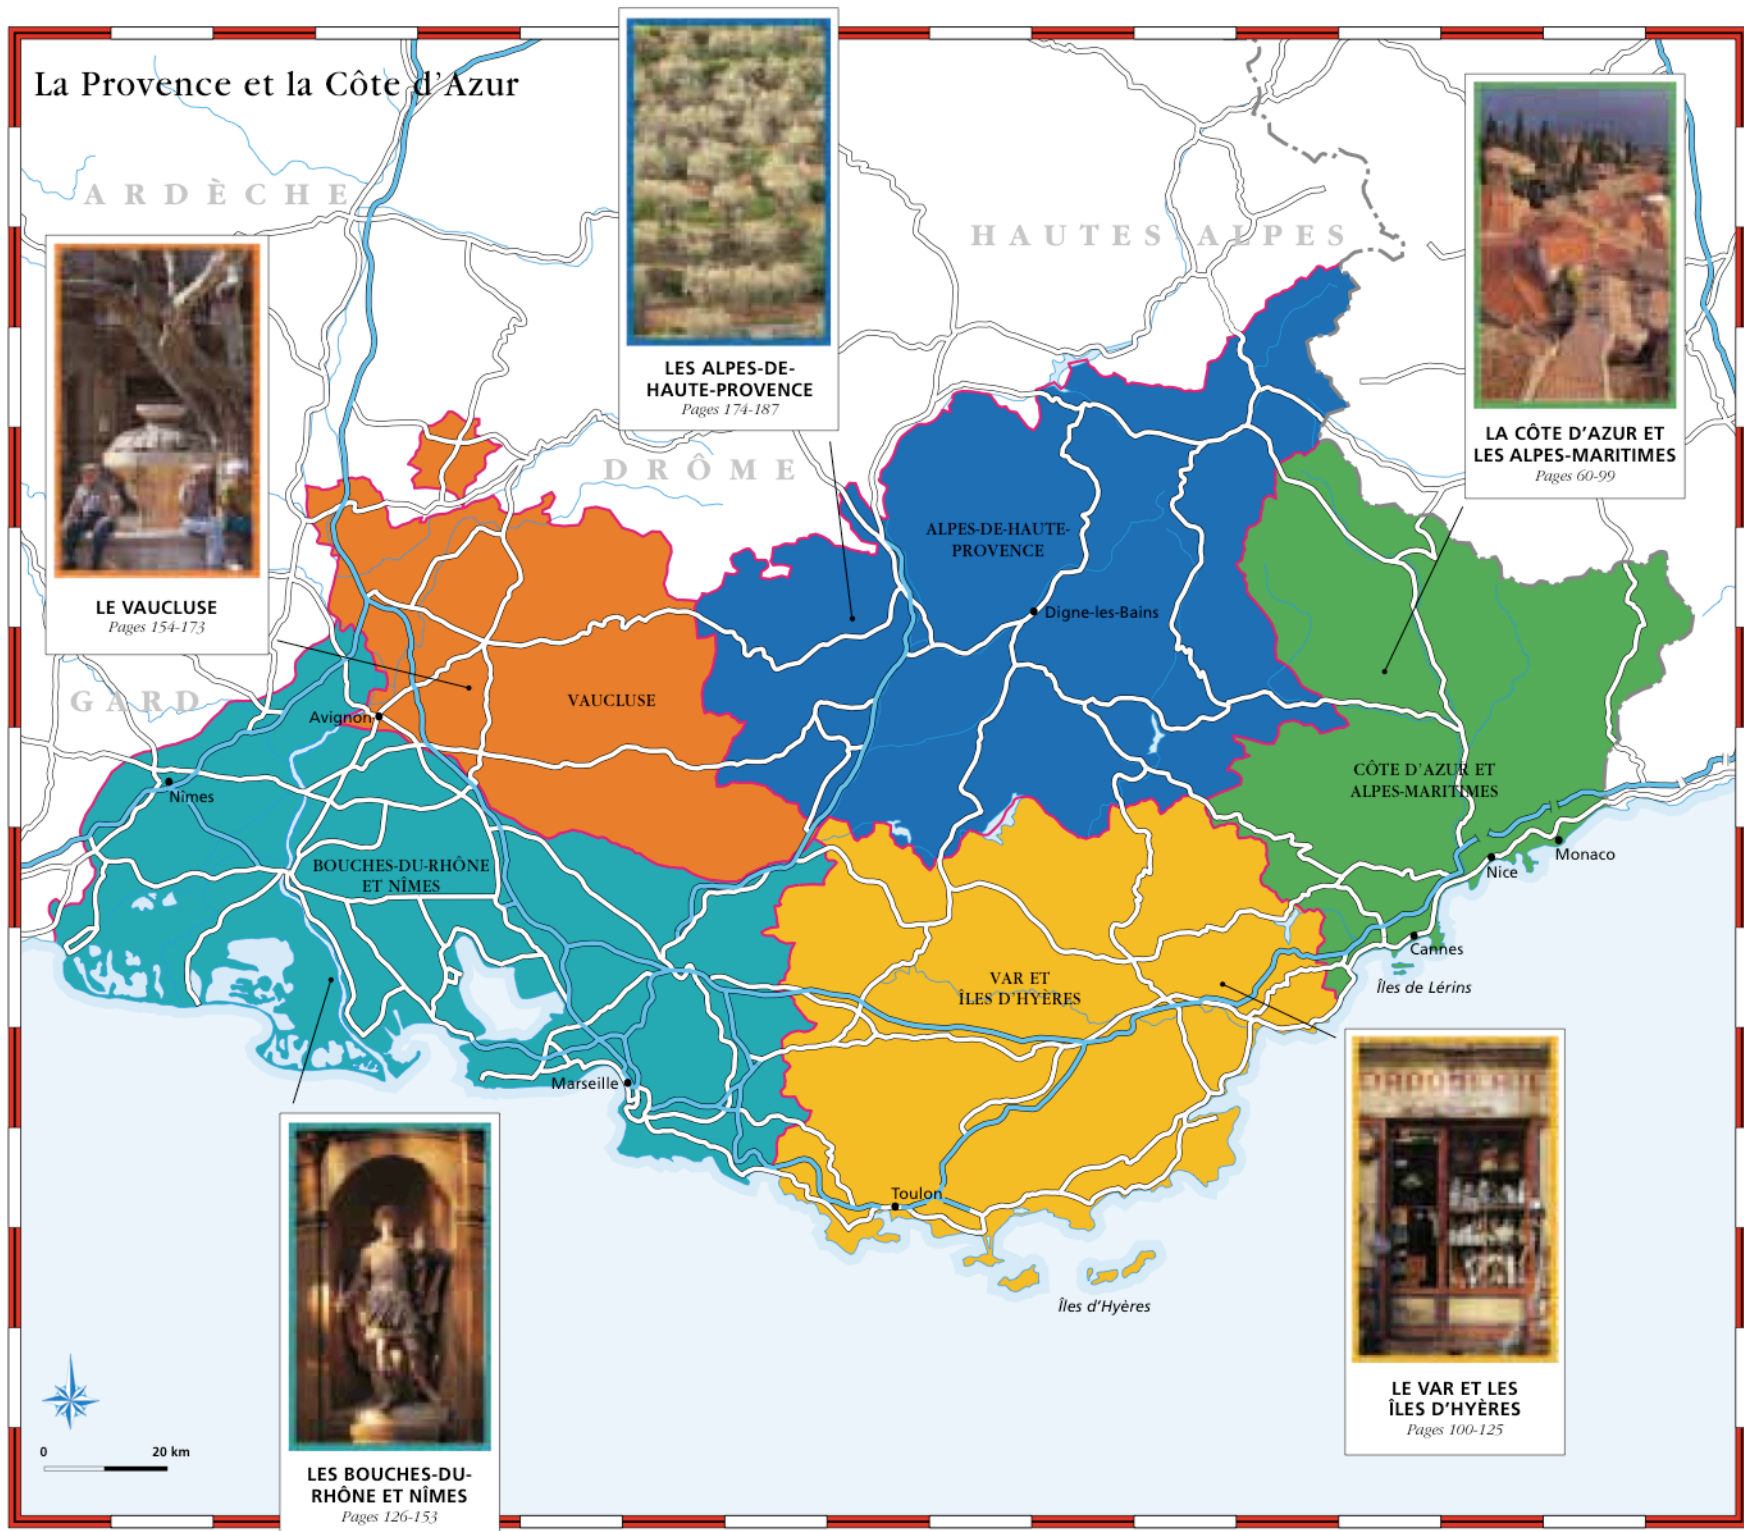 La Provence et la Côte d'Azur
ARDÈCHE
HAUTES ALPES
LES ALPES-DE-
HAUTE-PROVENCE
Pages 174-187
LA CÔTE D'AZUR ET
LES ALPES-MARITIMES
Pages 60-99
DRÔME
LE VAUCLUSE
Pages 154-173
ALPES-DE-HAUTE-
PROVENCE
Digne-les-Bains
GARD
VAUCLUSE
Avignon
CÔTE D'AZUR ET
ALPES-MARITIMES
Nîmes
Monaco
BOUCHES-DU-RHÔNE
ET NÎMES
Nice
Cannes
VAR ET
ÎLES D'HYÈRES
Îles de Lérins
Marseille
Toulon
Îles d'Hyères
LE VAR ET LES
ÎLES D'HYÈRES
Pages 100-125
0 20 km
LES BOUCHES-DU-
RHÔNE ET NÎMES
Pages 126-153